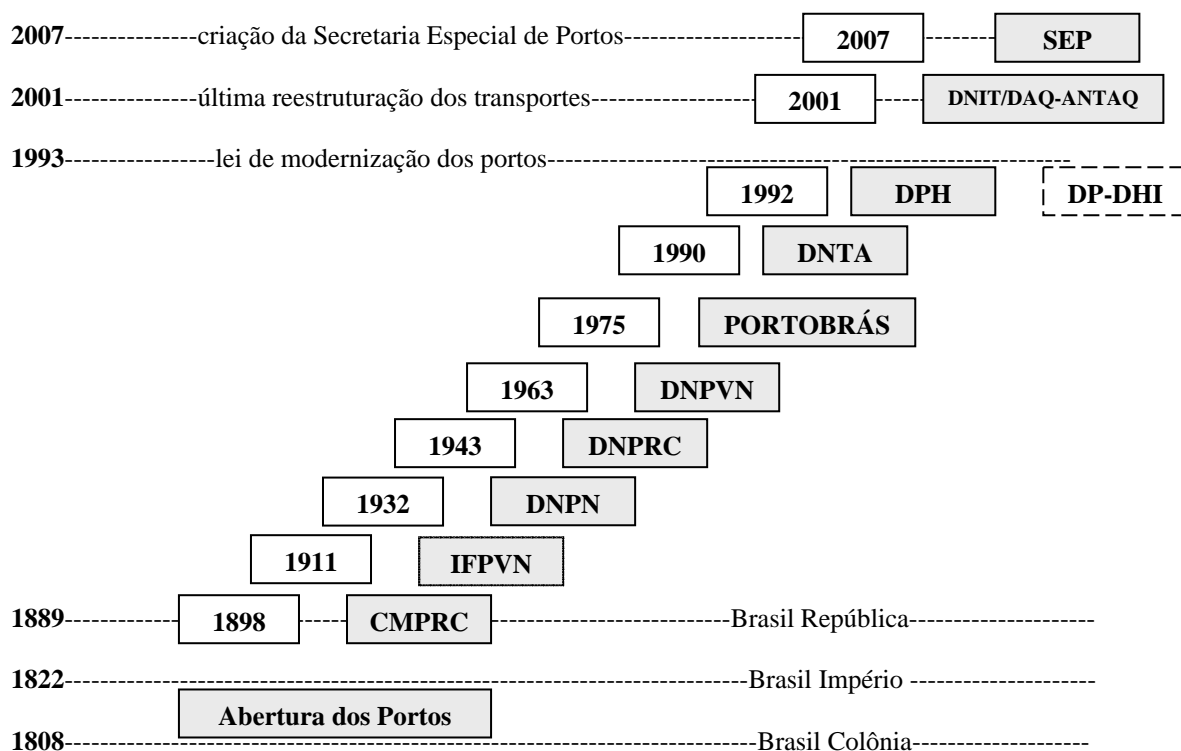 2007 criação da Secretaria Especial de Portos 2007 SEP
2001 última reestruturação dos transportes 2001 DNIT/DAQ-ANTAQ
1993 lei de modernização dos portos
1992 DPH DP-DHI
1990 DNTA
1975 PORTOBRÁS
1963 DNPVN
1943 DNPRC
1932 DNPN
1911 IFPVN
1889 1898 CMPRC Brasil República
1822 Brasil Império
Abertura dos Portos
1808 Brasil Colônia